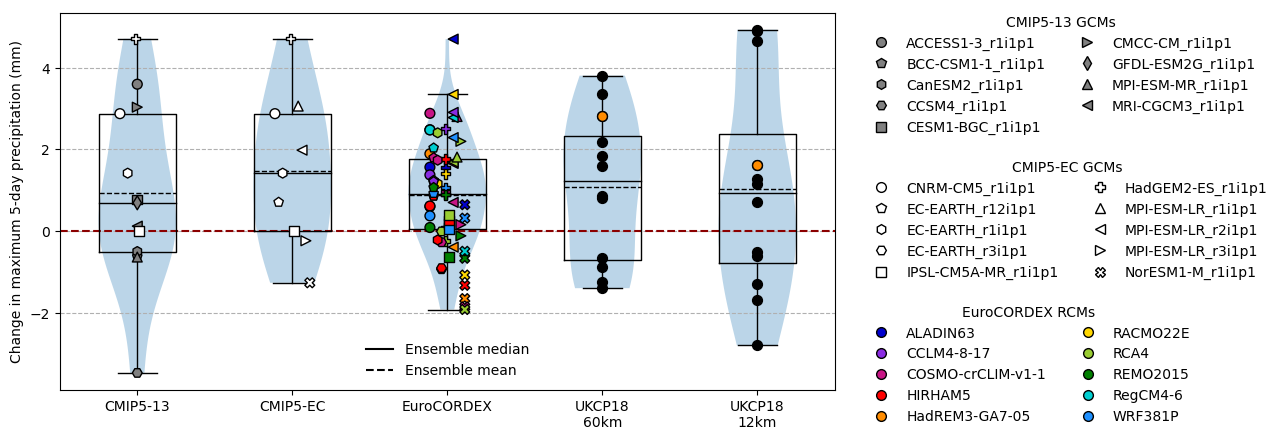 Change in maximum 5-day precipitation (mm)
4
2
0
−2
Ensemble median
Ensemble mean
CMIP5-13
CMIP5-EC
EuroCORDEX
UKCP18
60km
UKCP18
12km
CMIP5-13 GCMs
ACCESS1-3_r1i1p1
BCC-CSM1-1_r1i1p1
CanESM2_r1i1p1
CCSM4_r1i1p1
CESM1-BGC_r1i1p1
CMCC-CM_r1i1p1
GFDL-ESM2G_r1i1p1
MPI-ESM-MR_r1i1p1
MRI-CGCM3_r1i1p1
CMIP5-EC GCMs
CNRM-CM5_r1i1p1
EC-EARTH_r12i1p1
EC-EARTH_r1i1p1
EC-EARTH_r3i1p1
IPSL-CM5A-MR_r1i1p1
HadGEM2-ES_r1i1p1
MPI-ESM-LR_r1i1p1
MPI-ESM-LR_r2i1p1
MPI-ESM-LR_r3i1p1
NorESM1-M_r1i1p1
EuroCORDEX RCMs
ALADIN63
CCLM4-8-17
COSMO-crCLIM-v1-1
HIRHAM5
HadREM3-GA7-05
RACMO22E
RCA4
REMO2015
RegCM4-6
WRF381P